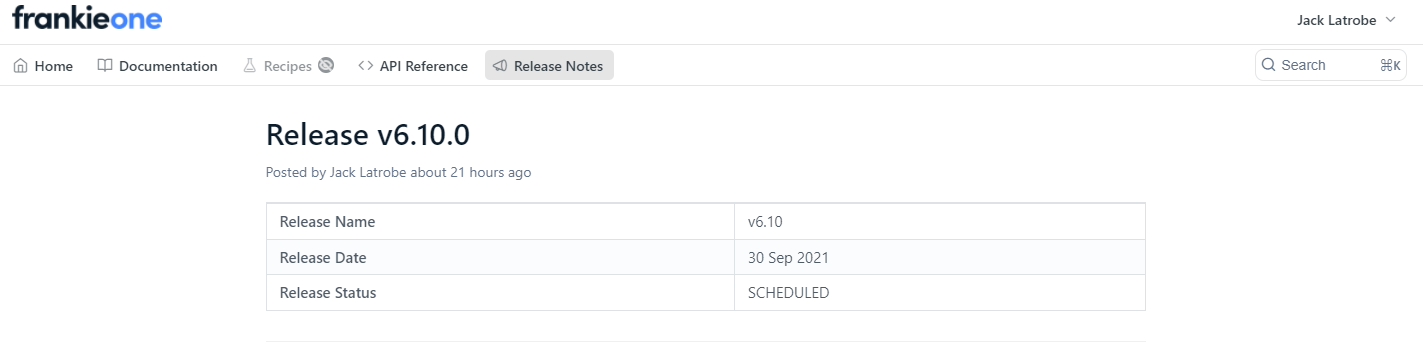 frankieone
Jack Latrobe
Home Documentation Recipes API Reference Release Notes Search ⌘K
Release v6.10.0
Posted by Jack Latrobe about 21 hours ago
Release Name v6.10
Release Date 30 Sep 2021
Release Status SCHEDULED